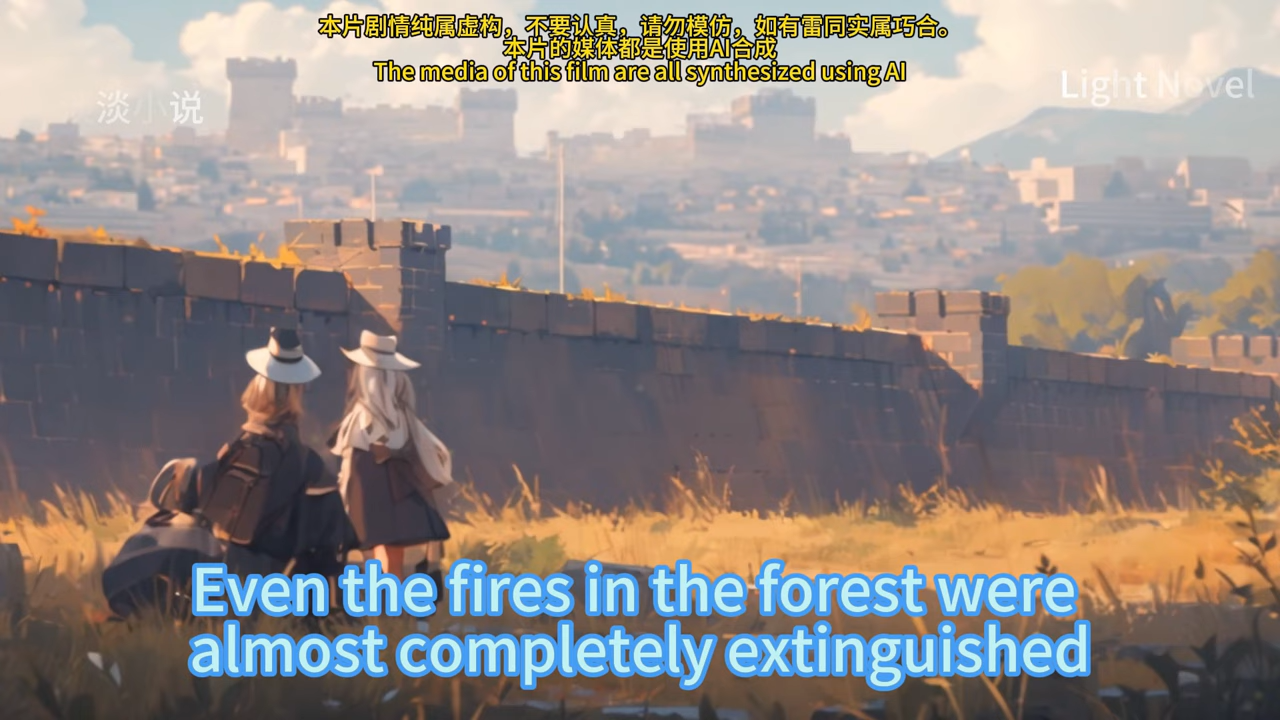 本片剧情纯属虚构，不要认真，请勿模仿，如有雷同实属巧合。
本片的媒体都是使用AI合成
The media of this film are all synthesized using AI
淡小说
Light Novel
Even the fires in the forest were
almost completely extinguished